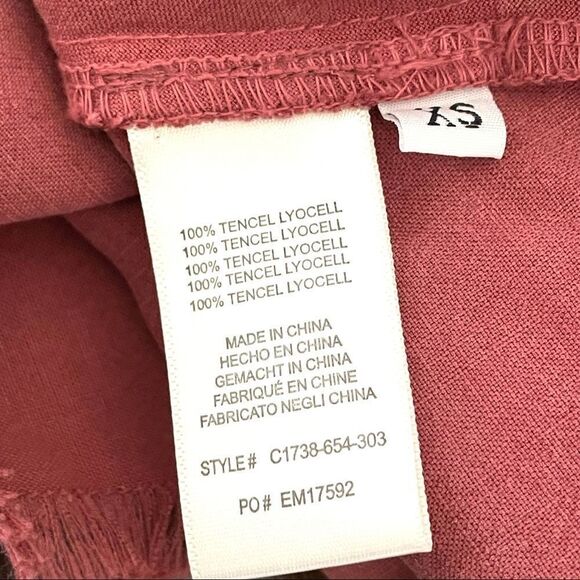 XS
100% TENCEL LYOCELL
100% TENCEL LYOCELL
100% TENCEL LYOCELL
100% TENCEL LYOCELL
100% TENCEL LYOCELL
MADE IN CHINA
HECHO EN CHINA
GEMACHT IN CHINA
FABRIQUÉ EN CHINE
FABRICATO NEGLI CHINA
STYLE# C1738-654-303
PO# EM17592